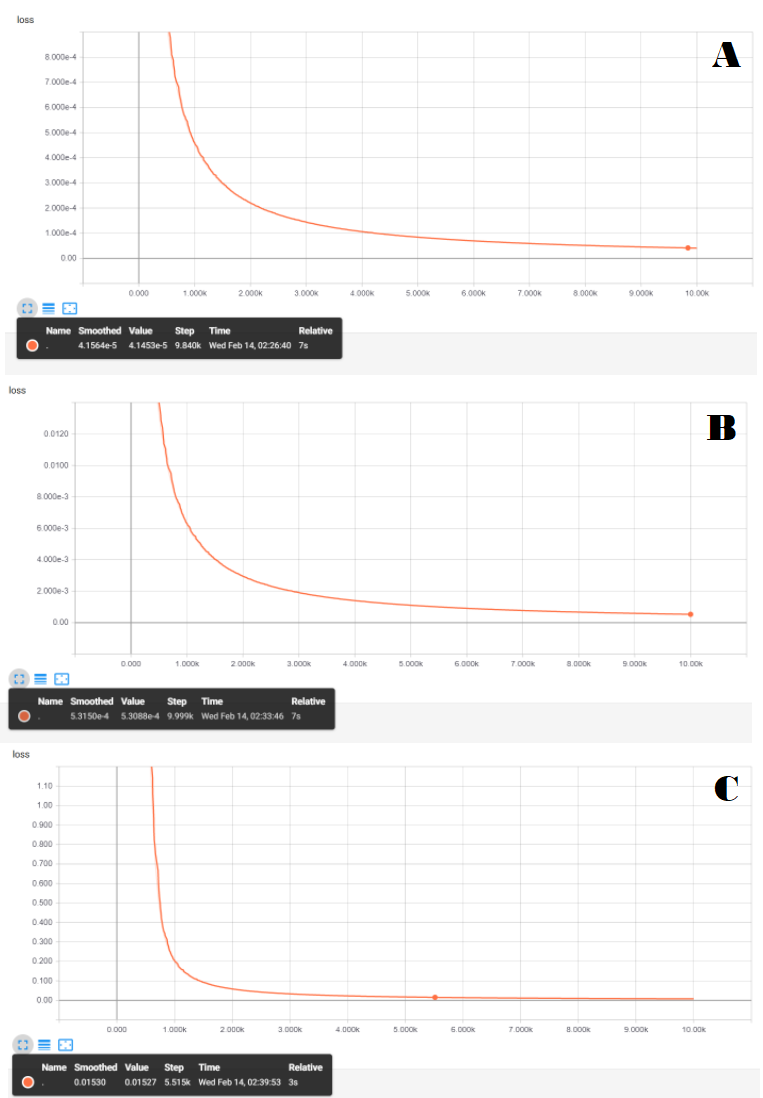 loss
A
8.000e-4
7.000e-4
6.000e-4
5.000e-4
4.000e-4
3.000e-4
2.000e-4
1.000e-4
0.00
0.000 1.000k 2.000k 3.000k 4.000k 5.000k 6.000k 7.000k 8.000k 9.000k 10.00k
Name Smoothed Value Step Time Relative
. 4.1564e-5 4.1453e-5 9.840k Wed Feb 14, 02:26:40 7s
loss
B
0.0120
0.0100
8.000e-3
6.000e-3
4.000e-3
2.000e-3
0.00
0.000 1.000k 2.000k 3.000k 4.000k 5.000k 6.000k 7.000k 8.000k 9.000k 10.00k
Name Smoothed Value Step Time Relative
. 5.3150e-4 5.3088e-4 9.999k Wed Feb 14, 02:33:46 7s
loss
C
1.10
1.00
0.900
0.800
0.700
0.600
0.500
0.400
0.300
0.200
0.100
0.00
0.000 1.000k 2.000k 3.000k 4.000k 5.000k 6.000k 7.000k 8.000k 9.000k 10.00k
Name Smoothed Value Step Time Relative
. 0.01530 0.01527 5.515k Wed Feb 14, 02:39:53 3s